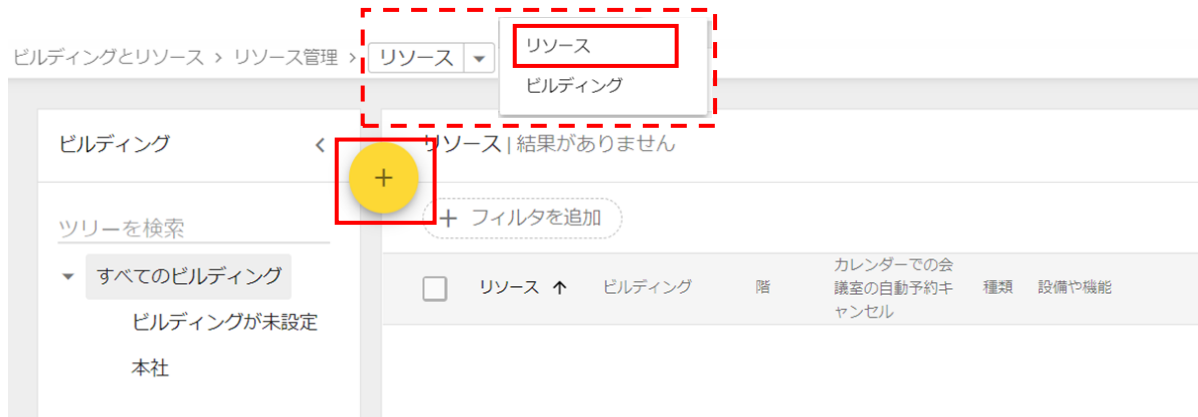 ビルディングとリソース > リソース管理 > リソース
リソース
ビルディング
ビルディング
リソース | 結果がありません
ツリーを検索
+ フィルタを追加
すべてのビルディング
ビルディングが未設定
本社
リソース ↑ ビルディング 階 カレンダーでの会
議室の自動予約キ
ャンセル 種類 設備や機能